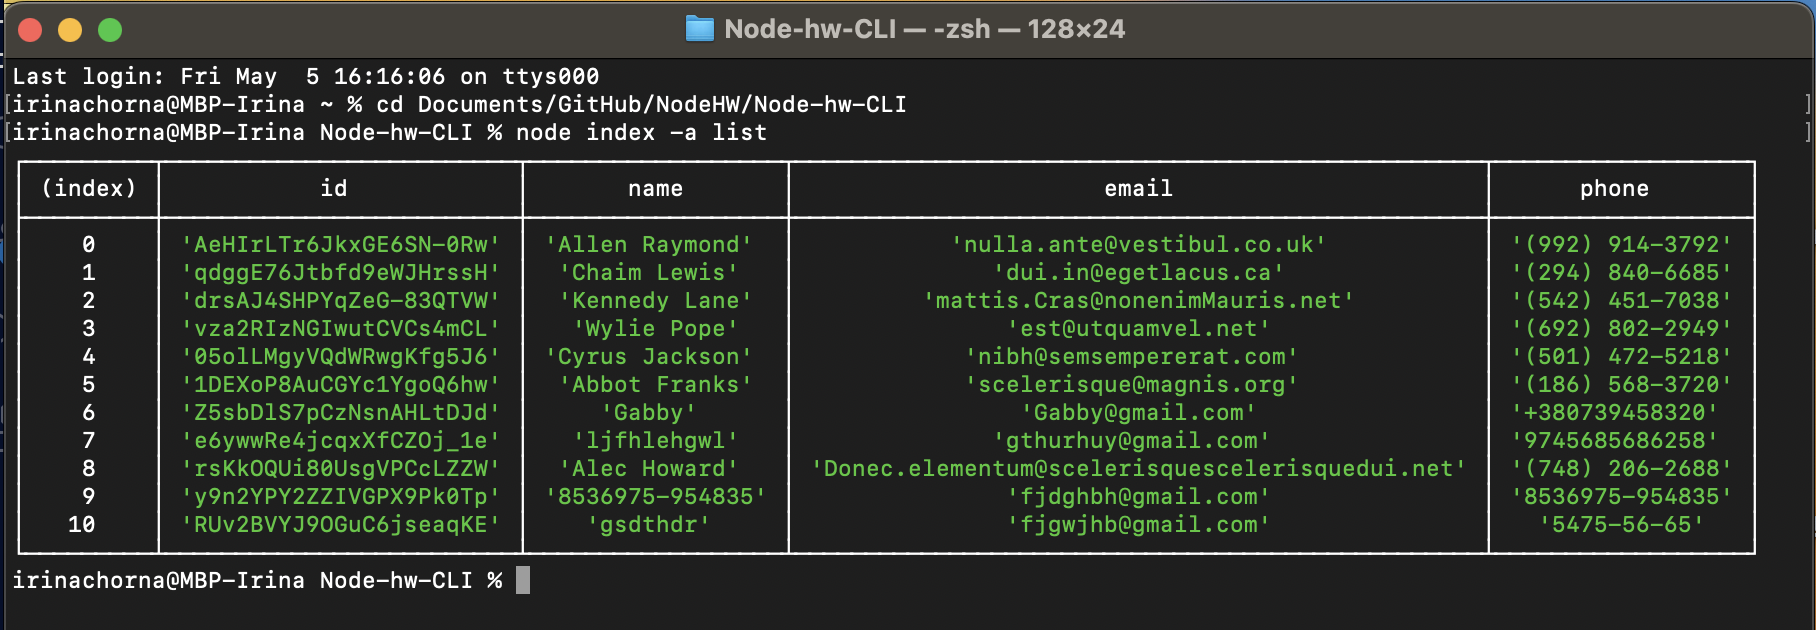 Node-hw-CLI — -zsh — 128×24
Last login: Fri May  5 16:16:06 on ttys000
[irinachorna@MBP-Irina ~ % cd Documents/GitHub/NodeHW/Node-hw-CLI ]
[irinachorna@MBP-Irina Node-hw-CLI % node index -a list ]
(index) id name email phone
0 'AeHIrLTr6JkxGE6SN-0Rw' 'Allen Raymond' 'nulla.ante@vestibul.co.uk' '(992) 914-3792'
1 'qdggE76Jtbfd9eWJHrssH' 'Chaim Lewis' 'dui.in@egetlacus.ca' '(294) 840-6685'
2 'drsAJ4SHPYqZeG-83QTVW' 'Kennedy Lane' 'mattis.Cras@nonenimMauris.net' '(542) 451-7038'
3 'vza2RIzNGIwutCVCs4mCL' 'Wylie Pope' 'est@utquamvel.net' '(692) 802-2949'
4 '05olLMgyVQdWRwgKfg5J6' 'Cyrus Jackson' 'nibh@semsempererat.com' '(501) 472-5218'
5 '1DEXoP8AuCGYc1YgoQ6hw' 'Abbot Franks' 'scelerisque@magnis.org' '(186) 568-3720'
6 'Z5sbDlS7pCzNsnAHLtDJd' 'Gabby' 'Gabby@gmail.com' '+380739458320'
7 'e6ywwRe4jcqxXfCZOj_1e' 'ljfhlehgwl' 'gthurhuy@gmail.com' '9745685686258'
8 'rsKkOQUi80UsgVPCcLZZW' 'Alec Howard' 'Donec.elementum@scelerisquescelerisquedui.net' '(748) 206-2688'
9 'y9n2YPY2ZZIVGPX9Pk0Tp' '8536975-954835' 'fjdghbh@gmail.com' '8536975-954835'
10 'RUv2BVYJ9OGuC6jseaqKE' 'gsdthdr' 'fjgwjhb@gmail.com' '5475-56-65'
irinachorna@MBP-Irina Node-hw-CLI %